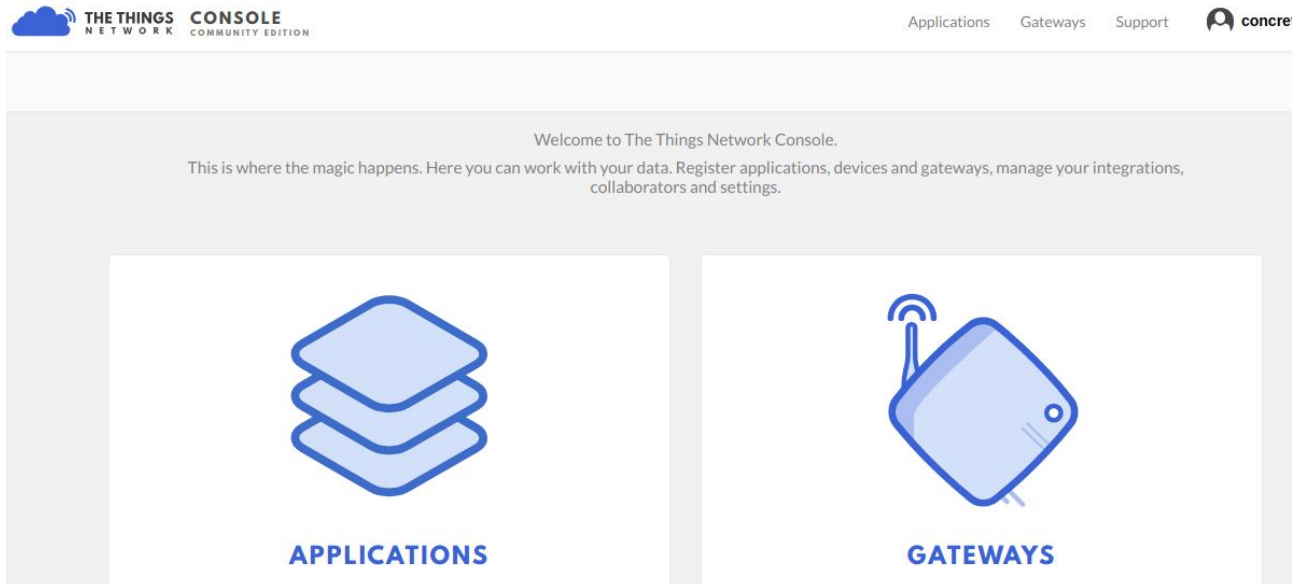 THE THINGS
NETWORK
CONSOLE
COMMUNITY EDITION
Applications Gateways Support
Welcome to The Things Network Console.
This is where the magic happens. Here you can work with your data. Register applications, devices and gateways, manage your integrations,
collaborators and settings.
APPLICATIONS
GATEWAYS